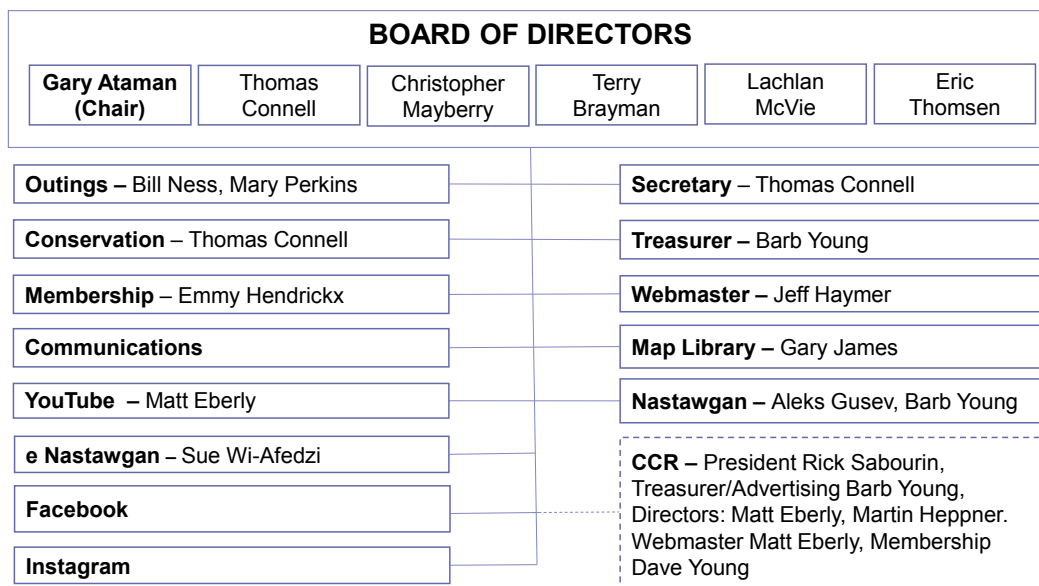 BOARD OF DIRECTORS
Gary Ataman
(Chair)
Thomas
Connell
Christopher
Mayberry
Terry
Brayman
Lachlan
McVie
Eric
Thomsen
Outings – Bill Ness, Mary Perkins
Secretary – Thomas Connell
Conservation – Thomas Connell
Treasurer – Barb Young
Membership – Emmy Hendrickx
Webmaster – Jeff Haymer
Communications
Map Library – Gary James
YouTube – Matt Eberly
Nastawgan – Aleks Gusev, Barb Young
e Nastawgan – Sue Wi-Afedzi
Facebook
Instagram
CCR – President Rick Sabourin,
Treasurer/Advertising Barb Young,
Directors: Matt Eberly, Martin Heppner.
Webmaster Matt Eberly, Membership
Dave Young